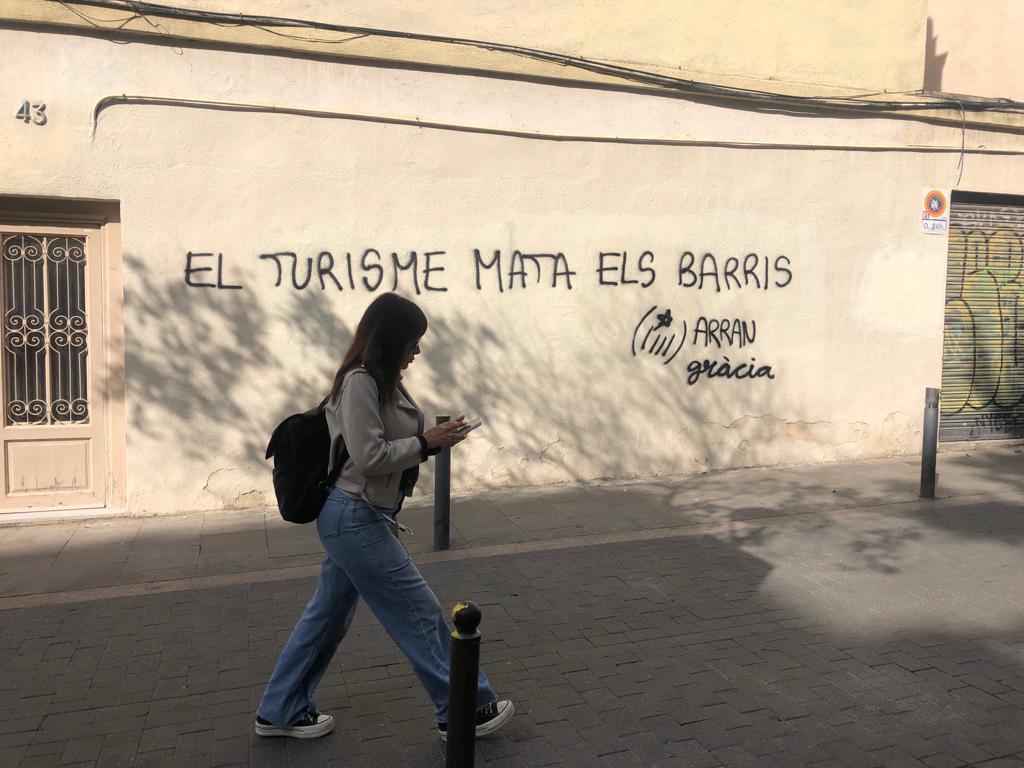 43
EL TURISME MATA ELS BARRIS
ARRAN
gràcia